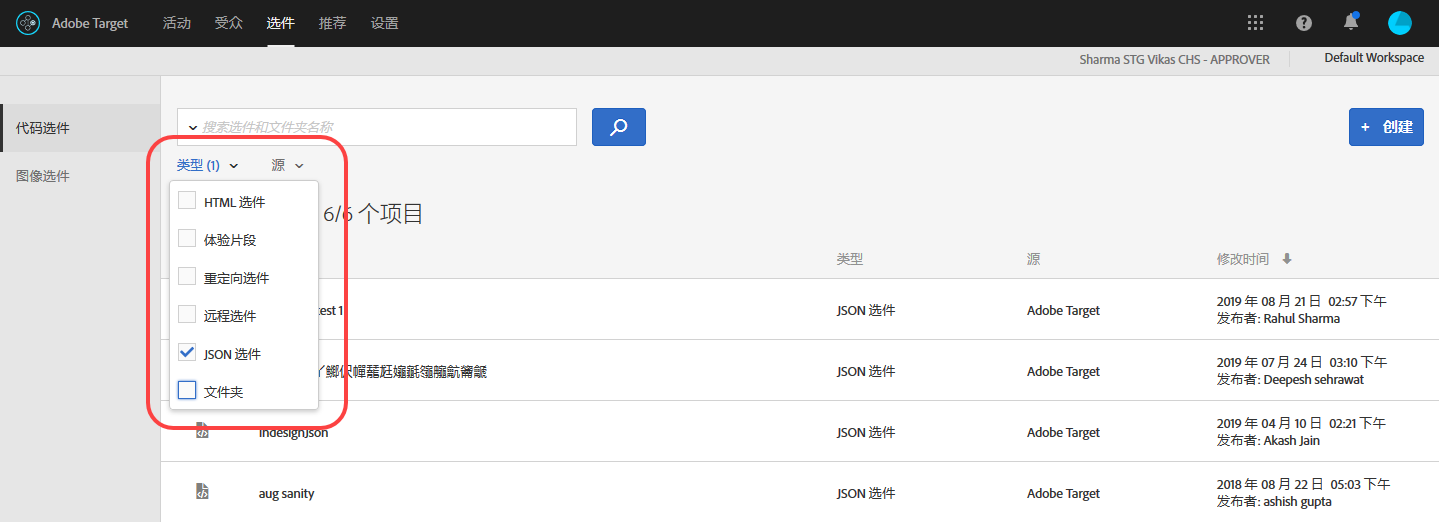 Adobe Target 活动 受众 选件 推荐 设置
Sharma STG Vikas CHS - APPROVER Default Workspace
代码选件
图像选件
搜索选件和文件夹名称
+ 创建
类型 (1) 源
HTML 选件
体验片段
重定向选件
远程选件
JSON 选件
文件夹
6/6 个项目
类型 源 修改时间
test 1 JSON 选件 Adobe Target 2019 年 08 月 21 日 02:57 下午
发布者: Rahul Sharma
JSON 选件 Adobe Target 2019 年 07 月 24 日 03:10 下午
发布者: Deepesh sehrawat
indesignJson JSON 选件 Adobe Target 2019 年 04 月 10 日 02:21 下午
发布者: Akash Jain
aug sanity JSON 选件 Adobe Target 2018 年 08 月 22 日 05:03 下午
发布者: ashish gupta